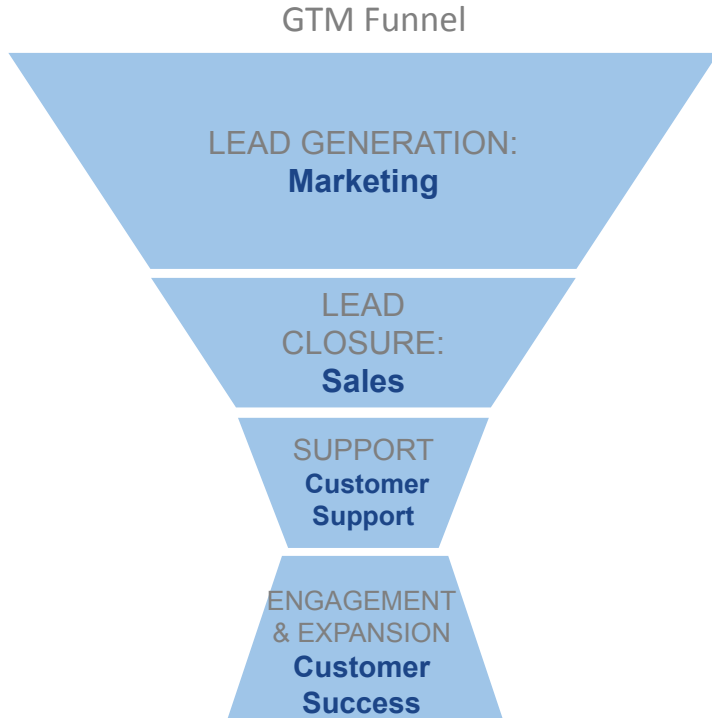 GTM Funnel
LEAD GENERATION:
Marketing
LEAD
CLOSURE:
Sales
SUPPORT
Customer
Support
ENGAGEMENT
& EXPANSION
Customer
Success